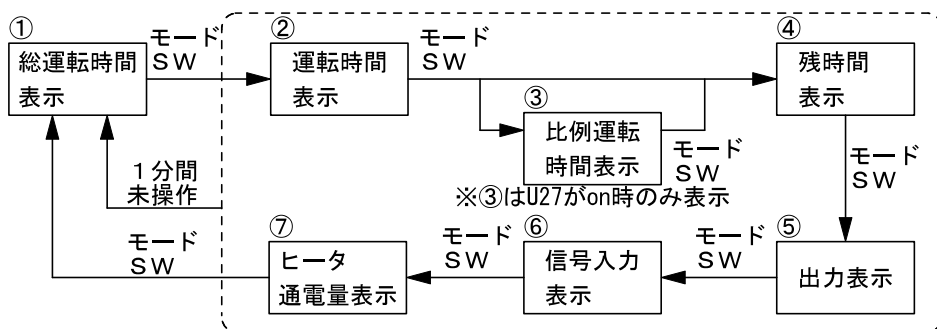 ①
総運転時間
表示
モード
ＳＷ
②
運転時間
表示
モード
ＳＷ
③
比例運転
時間表示
モード
ＳＷ
※③はU27がon時のみ表示
④
残時間
表示
モード
ＳＷ
⑤
出力表示
モード
ＳＷ
⑥
信号入力
表示
モード
ＳＷ
⑦
ヒータ
通電量表示
モード
ＳＷ
１分間
未操作